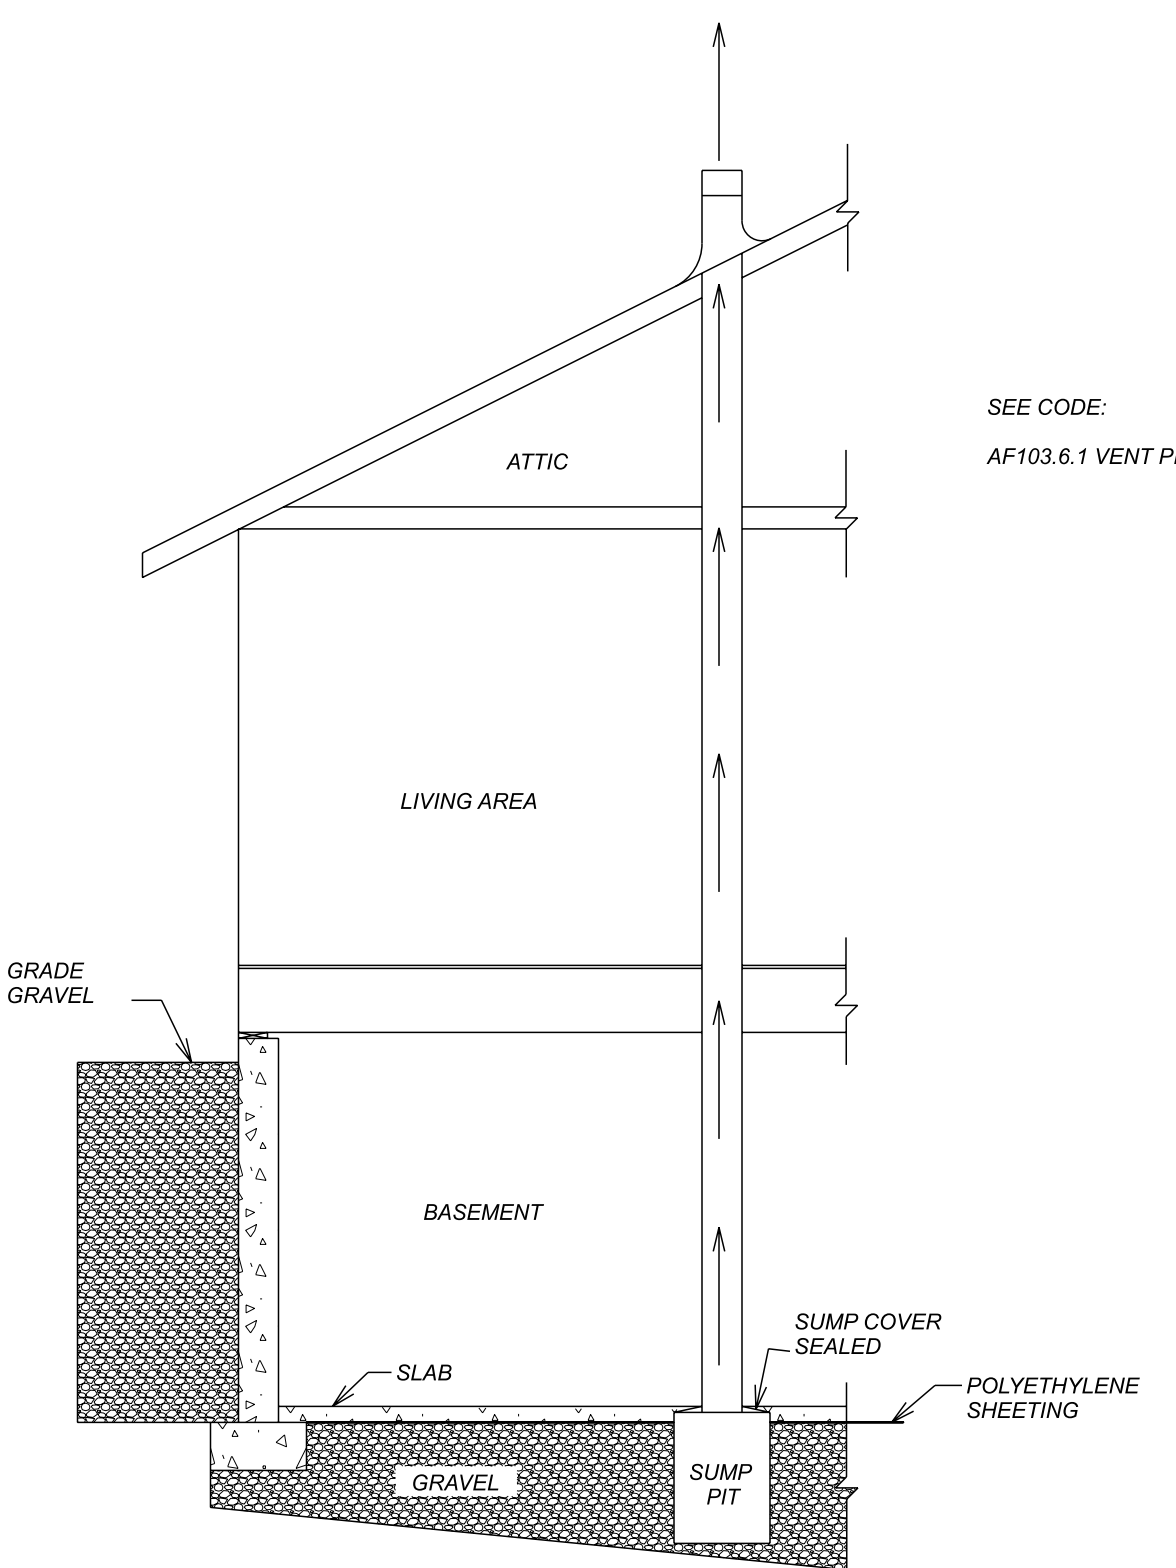 SEE CODE:
AF103.6.1 VENT
ATTIC
LIVING AREA
GRADE
GRAVEL
BASEMENT
SUMP COVER
SEALED
SLAB
POLYETHYLENE
SHEETING
GRAVEL
SUMP
PIT